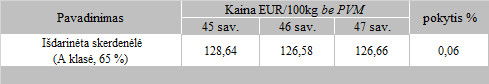 Pavadinimas
Kaina EUR/100kg be PVM
pokytis %
45 sav.
46 sav.
47 sav.
Išdarinėta skerdenėlė
(A klasė, 65 %)
128,64
126,58
126,66
0,06